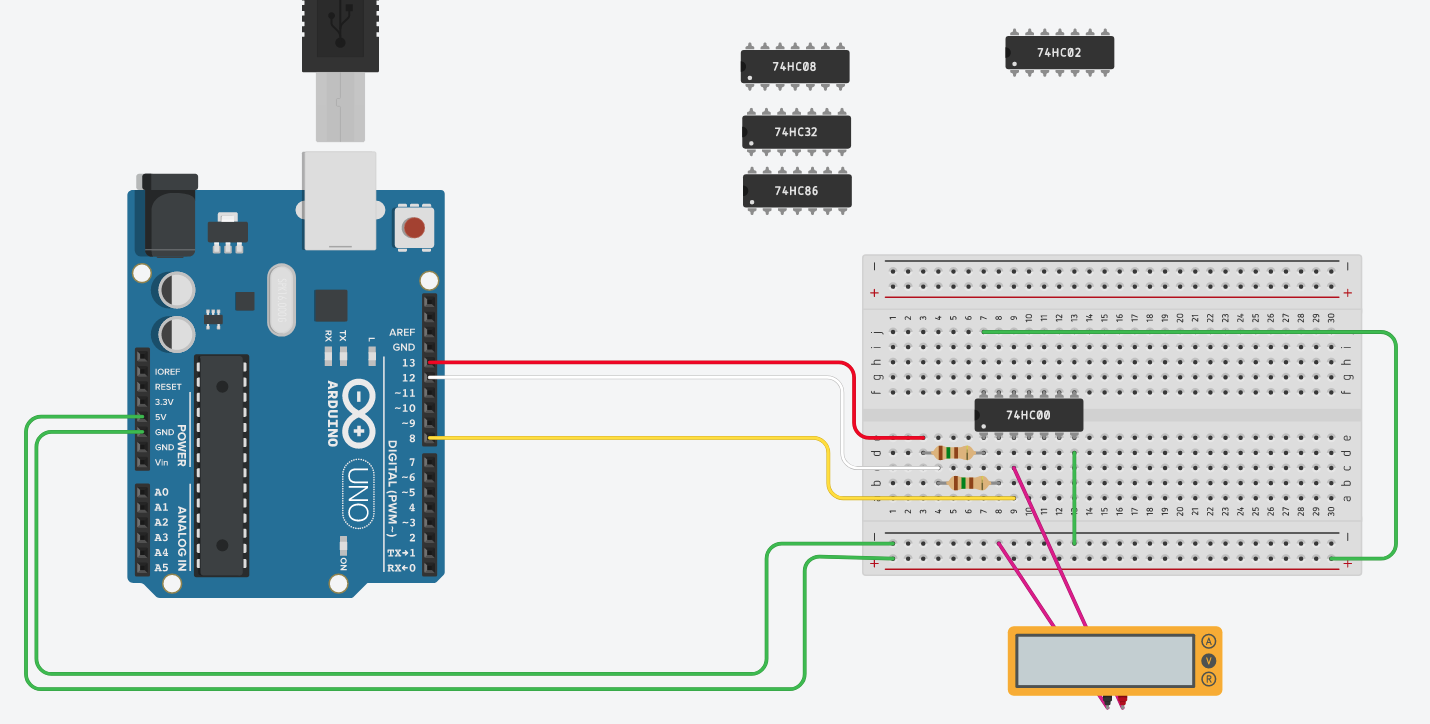 74HC08
74HC02
74HC32
74HC86
AREF
GND
RX TX L
13
12
~11
~10
~9
8
IOREF
RESET
3.3V
5V
GND
GND
Vin
POWER
ARDUINO
UNO
DIGITAL (PWM~)
7
~6
~5
4
~3
2
TX→1
RX←0
A0
A1
A2
A3
A4
A5
ANALOG IN
ON
− −
+ +
1 2 3 4 5 6 7 8 9 10 11 12 13 14 15 16 17 18 19 20 21 22 23 24 25 26 27 28 29 30
j j
i i
h h
g g
f f
74HC00
e e
d d
c c
b b
a a
1 2 3 4 5 6 7 8 9 10 11 12 13 14 15 16 17 18 19 20 21 22 23 24 25 26 27 28 29 30
− −
+ +
A
V
R